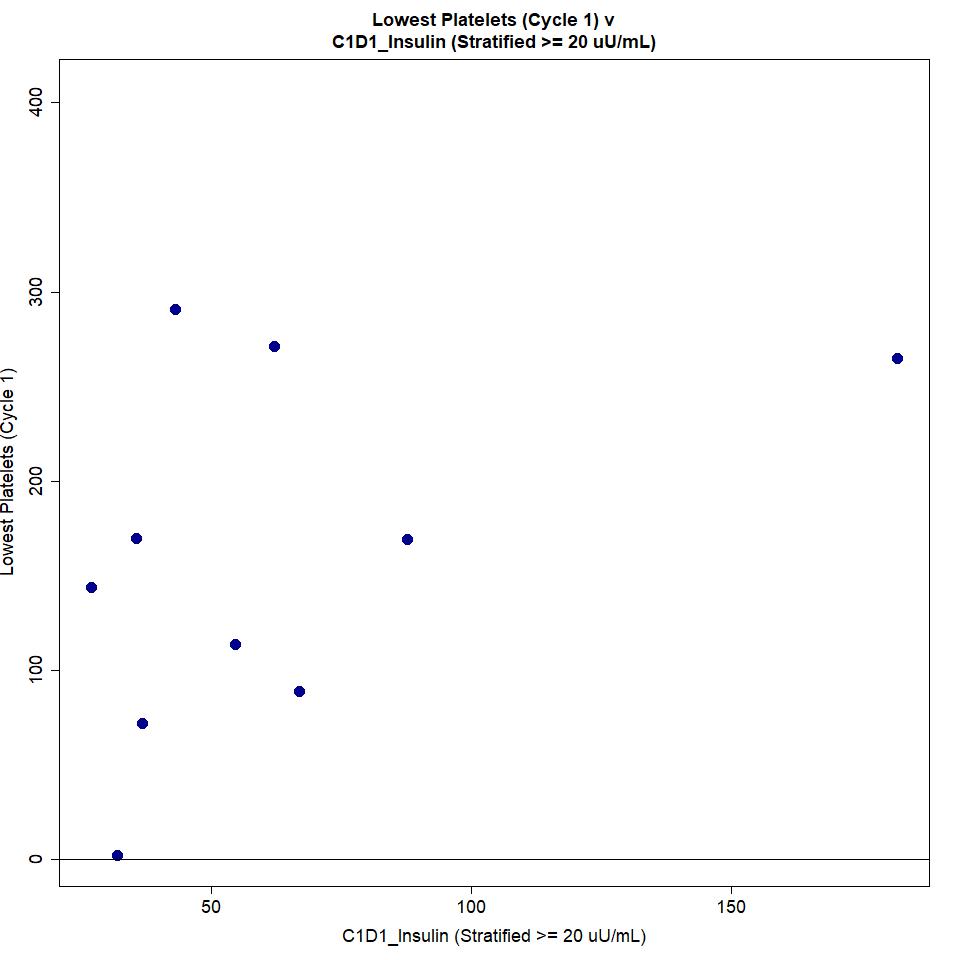 Lowest Platelets (Cycle 1) v
C1D1_Insulin (Stratified >= 20 uU/mL)
400
300
200
100
0
Lowest Platelets (Cycle 1)
50
100
150
C1D1_Insulin (Stratified >= 20 uU/mL)